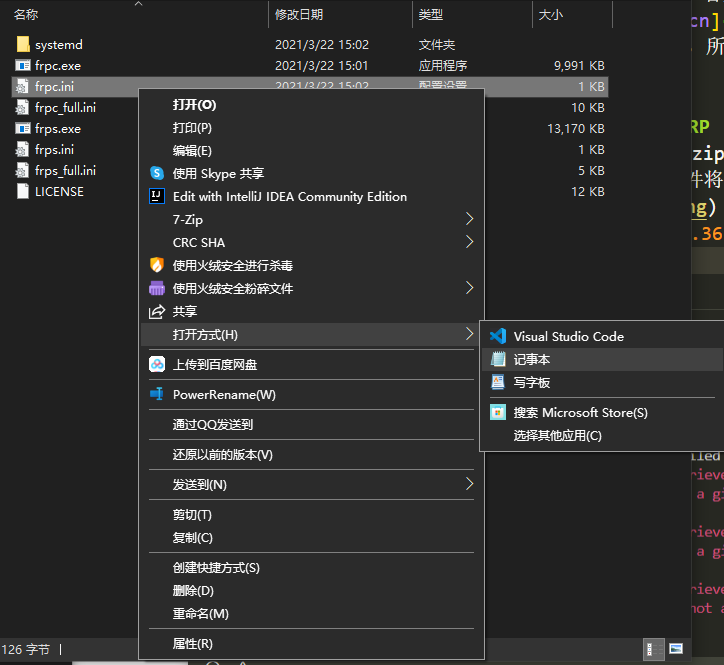 名称 修改日期 类型 大小
systemd 2021/3/22 15:02 文件夹
frpc.exe 2021/3/22 15:01 应用程序 9,991 KB
frpc.ini 2021/3/22 15:02 配置设置 1 KB
frpc_full.ini 10 KB
frps.exe 13,170 KB
frps.ini 1 KB
frps_full.ini 5 KB
LICENSE 12 KB
打开(O)
打印(P)
编辑(E)
使用 Skype 共享
Edit with IntelliJ IDEA Community Edition
7-Zip
CRC SHA
使用火绒安全进行杀毒
使用火绒安全粉碎文件
共享
打开方式(H)
上传到百度网盘
PowerRename(W)
通过QQ发送到
还原以前的版本(V)
发送到(N)
剪切(T)
复制(C)
创建快捷方式(S)
删除(D)
重命名(M)
属性(R)
Visual Studio Code
记事本
写字板
搜索 Microsoft Store(S)
选择其他应用(C)
126 字节
cn]
所
RP
zip
件将
ng)
.36
iled
rieve
a gi
rieve
a gi
rieve
not a